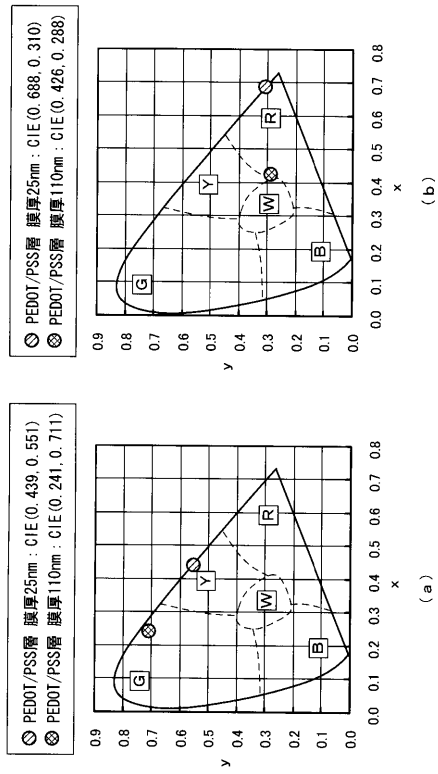 PEDOT/PSS層 膜厚25nm : CIE(0.439, 0.551)
PEDOT/PSS層 膜厚110nm : CIE(0.241, 0.711)
y
0.9
0.8
0.7
0.6
0.5
0.4
0.3
0.2
0.1
0.0
G
Y
W
R
B
0.0 0.1 0.2 0.3 0.4 0.5 0.6 0.7 0.8
x
(a)
PEDOT/PSS層 膜厚25nm : CIE(0.688, 0.310)
PEDOT/PSS層 膜厚110nm : CIE(0.426, 0.288)
y
0.9
0.8
0.7
0.6
0.5
0.4
0.3
0.2
0.1
0.0
G
Y
W
R
B
0.0 0.1 0.2 0.3 0.4 0.5 0.6 0.7 0.8
x
(b)